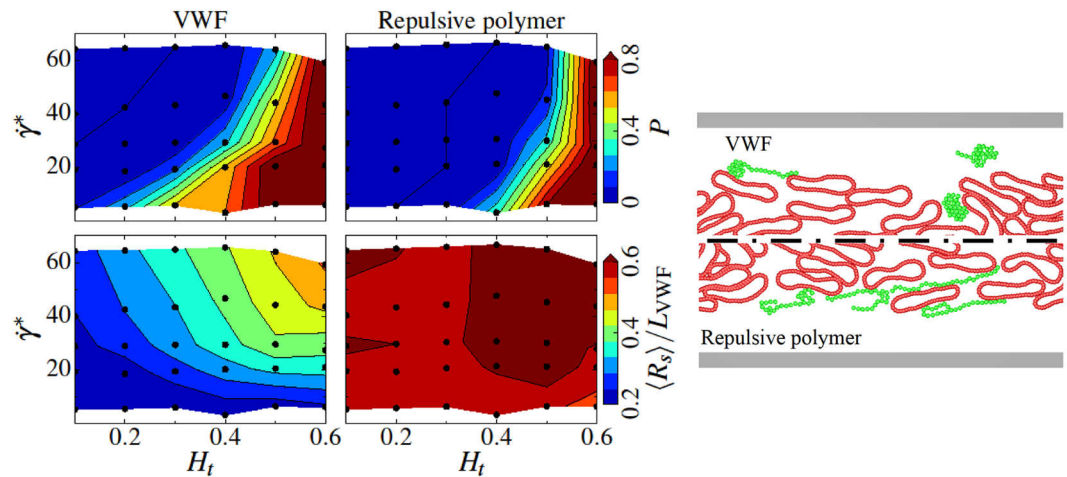 VWF
Repulsive polymer
60
40
20
γ̇*
0.8
0.4
0
P
60
40
20
γ̇*
0.6
0.4
0.2
⟨R_s⟩/L_VWF
0.2 0.4 0.6
0.2 0.4 0.6
H_t
H_t
VWF
Repulsive polymer